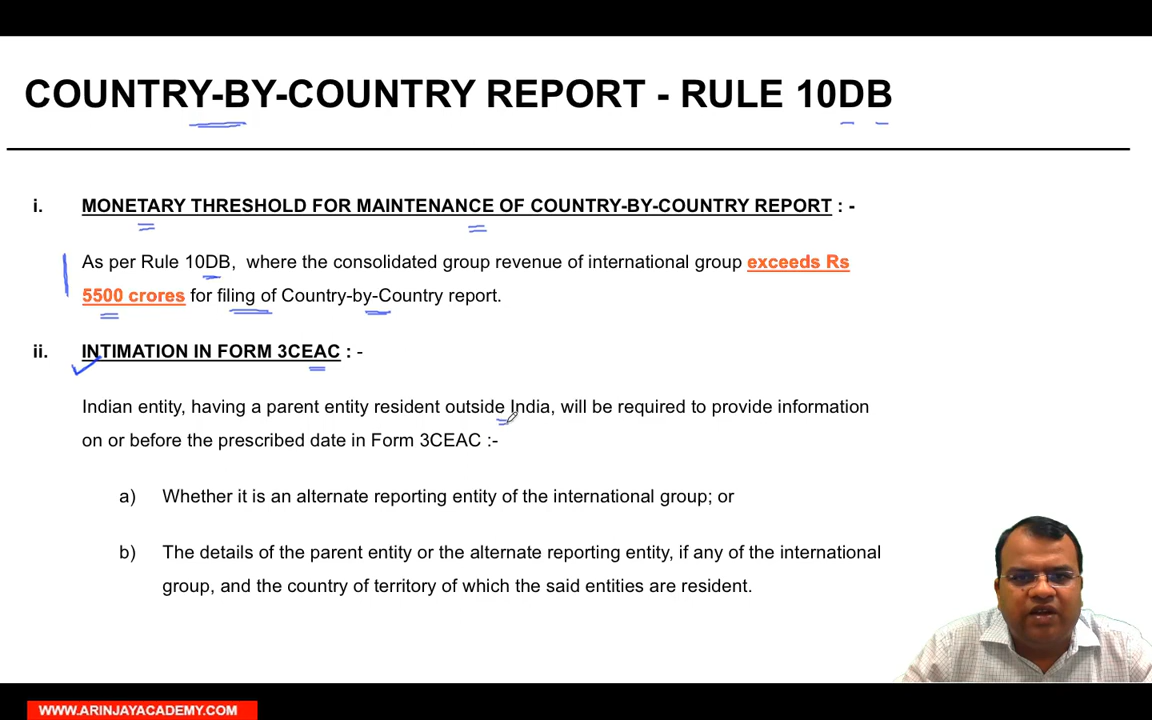 COUNTRY-BY-COUNTRY REPORT - RULE 10DB
i. MONETARY THRESHOLD FOR MAINTENANCE OF COUNTRY-BY-COUNTRY REPORT : -
As per Rule 10DB, where the consolidated group revenue of international group exceeds Rs
5500 crores for filing of Country-by-Country report.
ii. INTIMATION IN FORM 3CEAC : -
Indian entity, having a parent entity resident outside India, will be required to provide information
on or before the prescribed date in Form 3CEAC :-
a) Whether it is an alternate reporting entity of the international group; or
b) The details of the parent entity or the alternate reporting entity, if any of the international
group, and the country of territory of which the said entities are resident.
WWW.ARINJAYACADEMY.COM